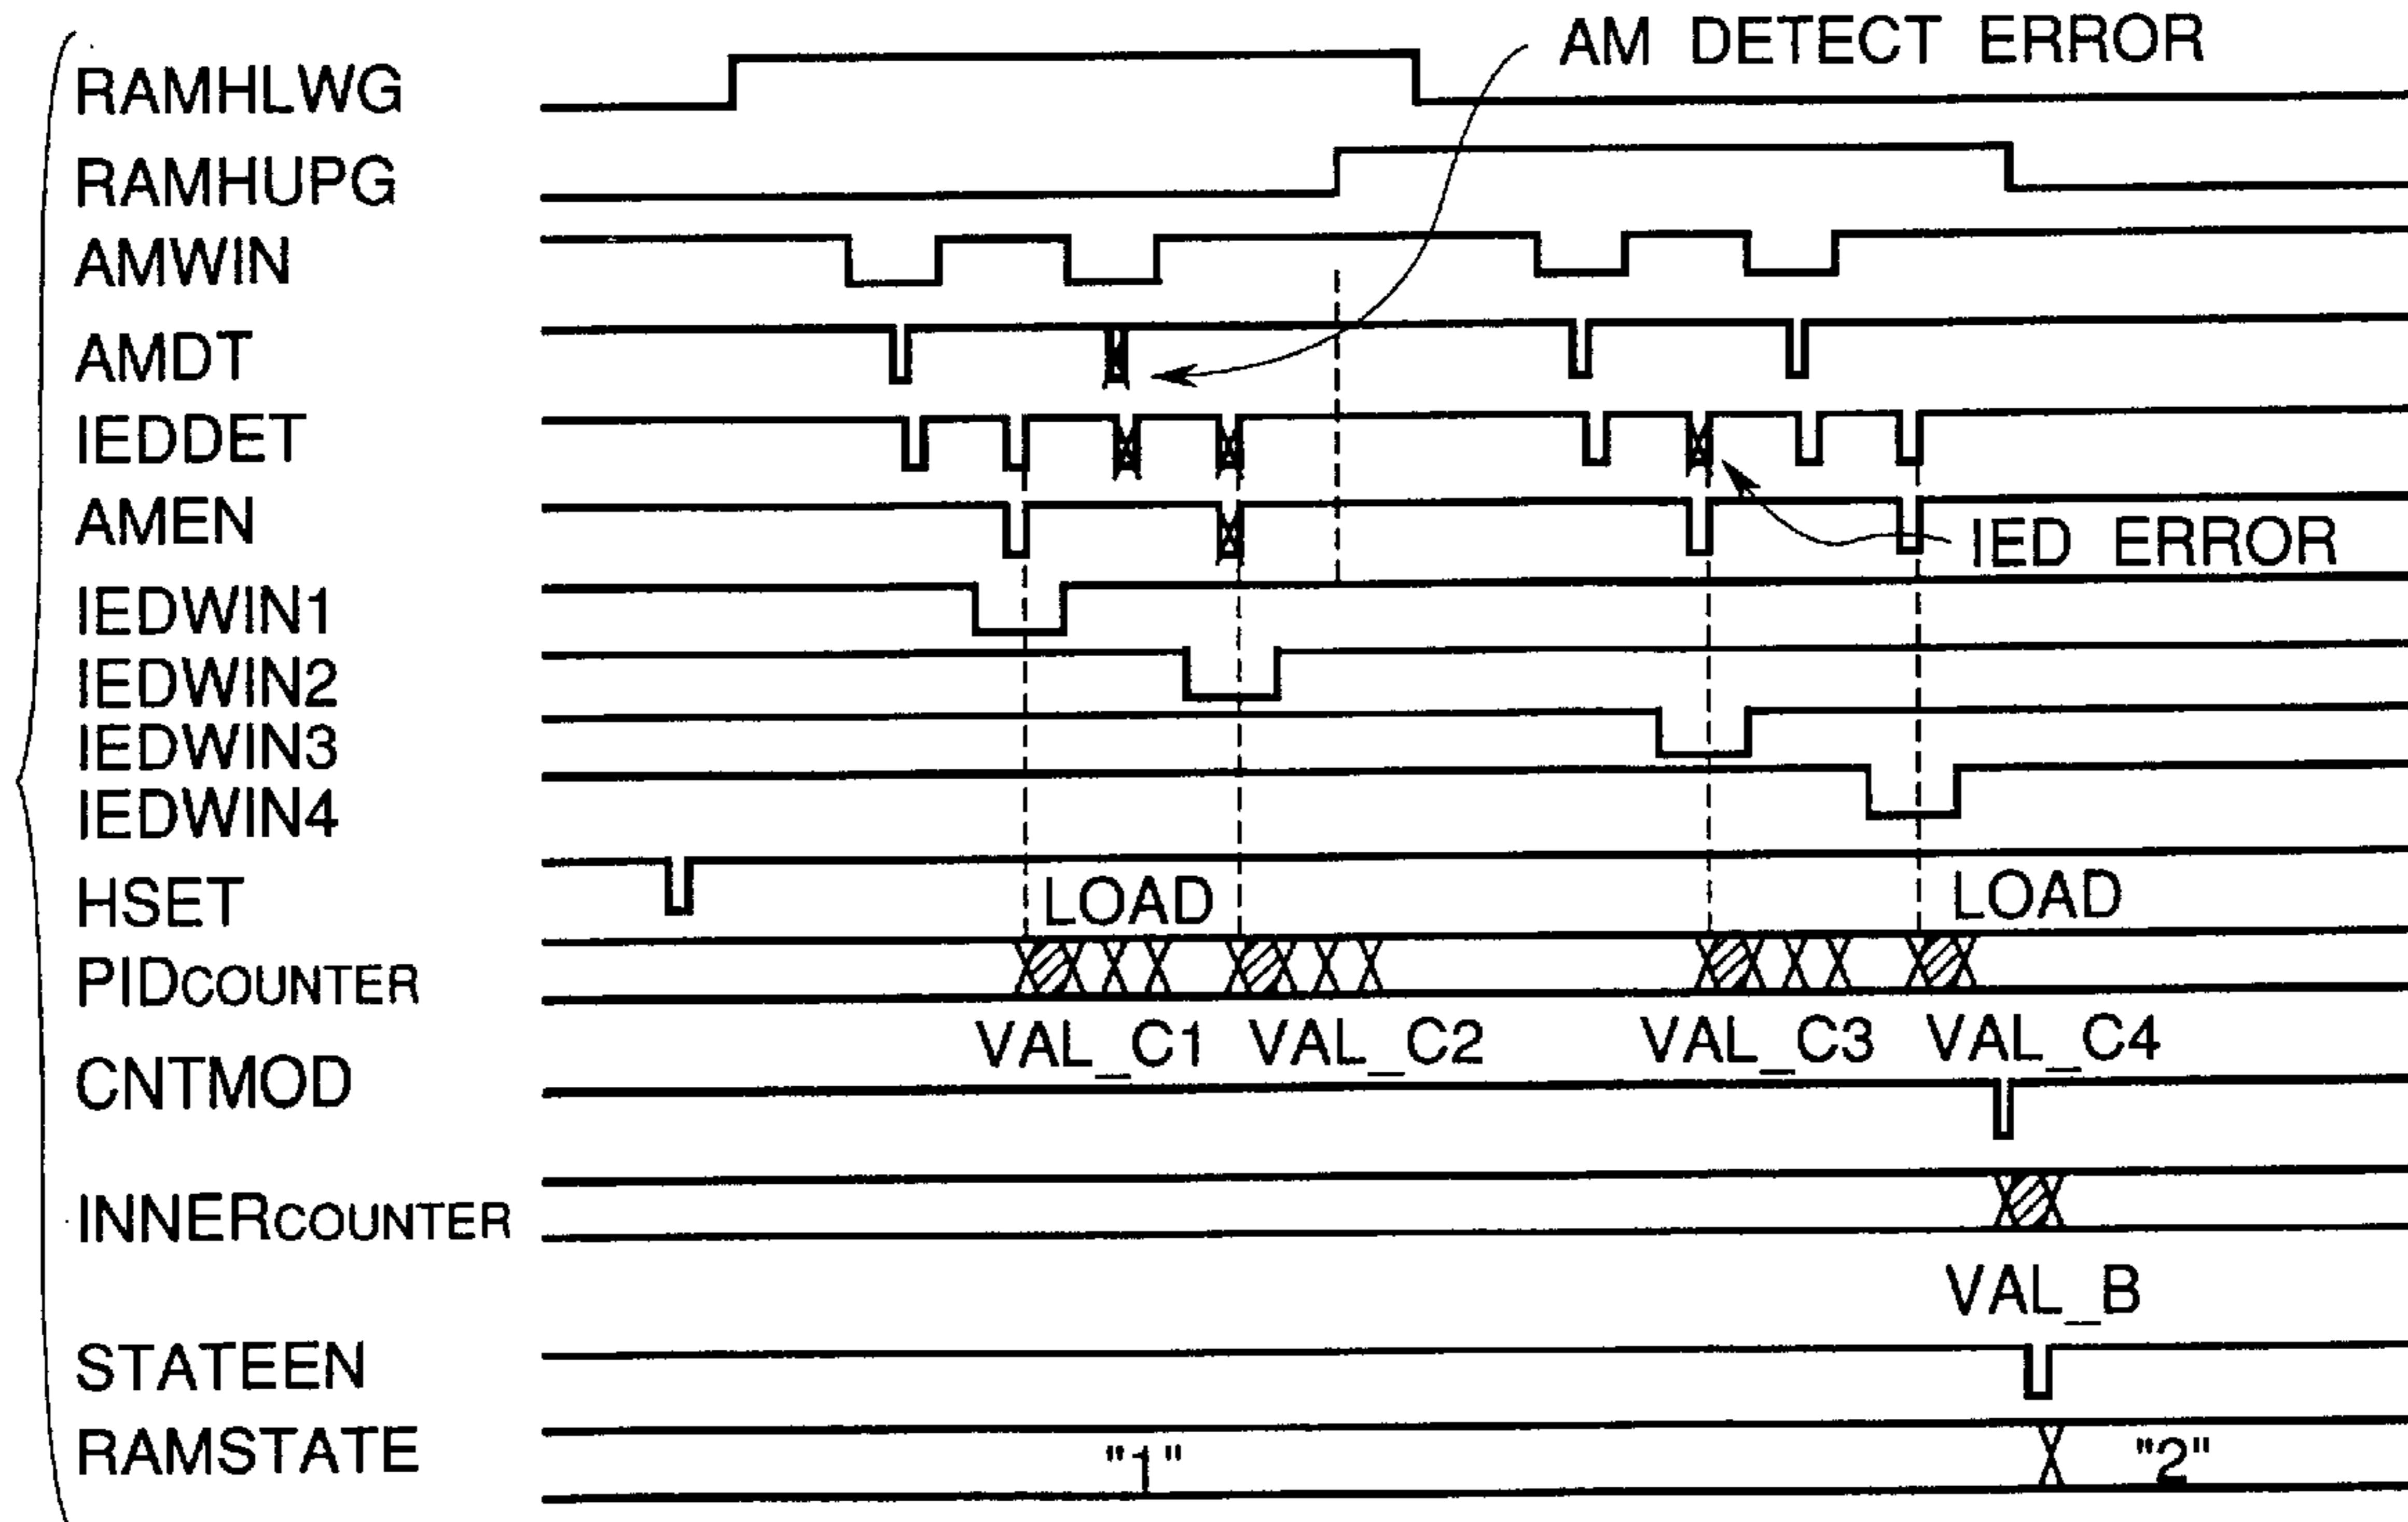 AM DETECT ERROR
RAMHLWG
RAMHUPG
AMWIN
AMDT
IEDDET
AMEN
IED ERROR
IEDWIN1
IEDWIN2
IEDWIN3
IEDWIN4
HSET
LOAD LOAD
PIDCOUNTER
VAL_C1 VAL_C2 VAL_C3 VAL_C4
CNTMOD
INNERCOUNTER
VAL_B
STATEEN
RAMSTATE
"1" "2"